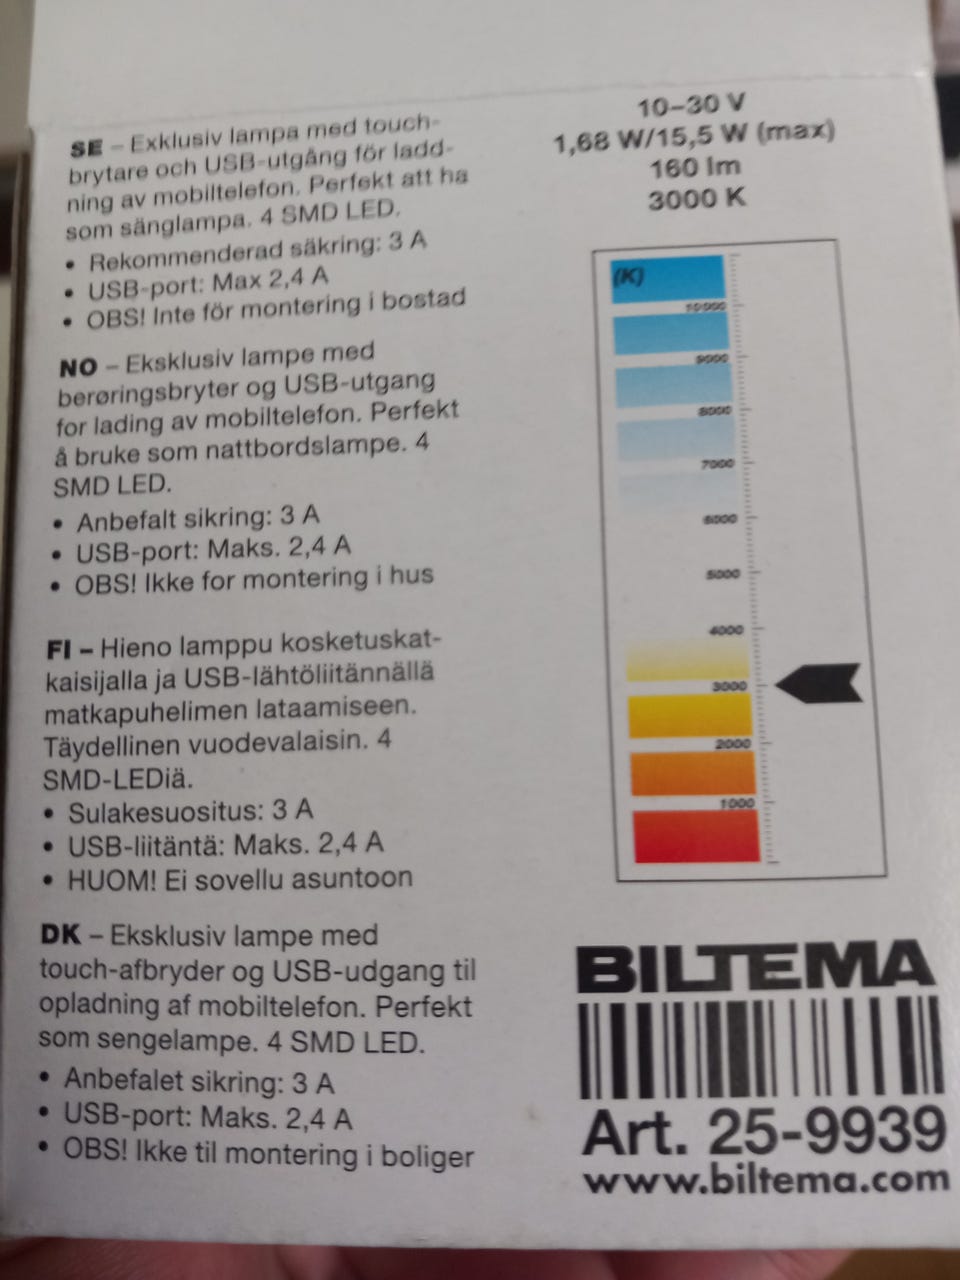 SE – Exklusiv lampa med touch-
brytare och USB-utgång för ladd-
ning av mobiltelefon. Perfekt att ha
som sänglampa. 4 SMD LED.
• Rekommenderad säkring: 3 A
• USB-port: Max 2,4 A
• OBS! Inte för montering i bostad
NO – Eksklusiv lampe med
berøringsbryter og USB-utgang
for lading av mobiltelefon. Perfekt
å bruke som nattbordslampe. 4
SMD LED.
• Anbefalt sikring: 3 A
• USB-port: Maks. 2,4 A
• OBS! Ikke for montering i hus
FI – Hieno lamppu kosketuskat-
kaisijalla ja USB-lähtöliitännällä
matkapuhelimen lataamiseen.
Täydellinen vuodevalaisin. 4
SMD-LEDiä.
• Sulakesuositus: 3 A
• USB-liitäntä: Maks. 2,4 A
• HUOM! Ei sovellu asuntoon
DK – Eksklusiv lampe med
touch-afbryder og USB-udgang til
opladning af mobiltelefon. Perfekt
som sengelampe. 4 SMD LED.
• Anbefalet sikring: 3 A
• USB-port: Maks. 2,4 A
• OBS! Ikke til montering i boliger
10–30 V
1,68 W/15,5 W (max)
160 lm
3000 K
(K)
10000
9000
8000
7000
6000
5000
4000
3000
2000
1000
BILTEMA
Art. 25-9939
www.biltema.com